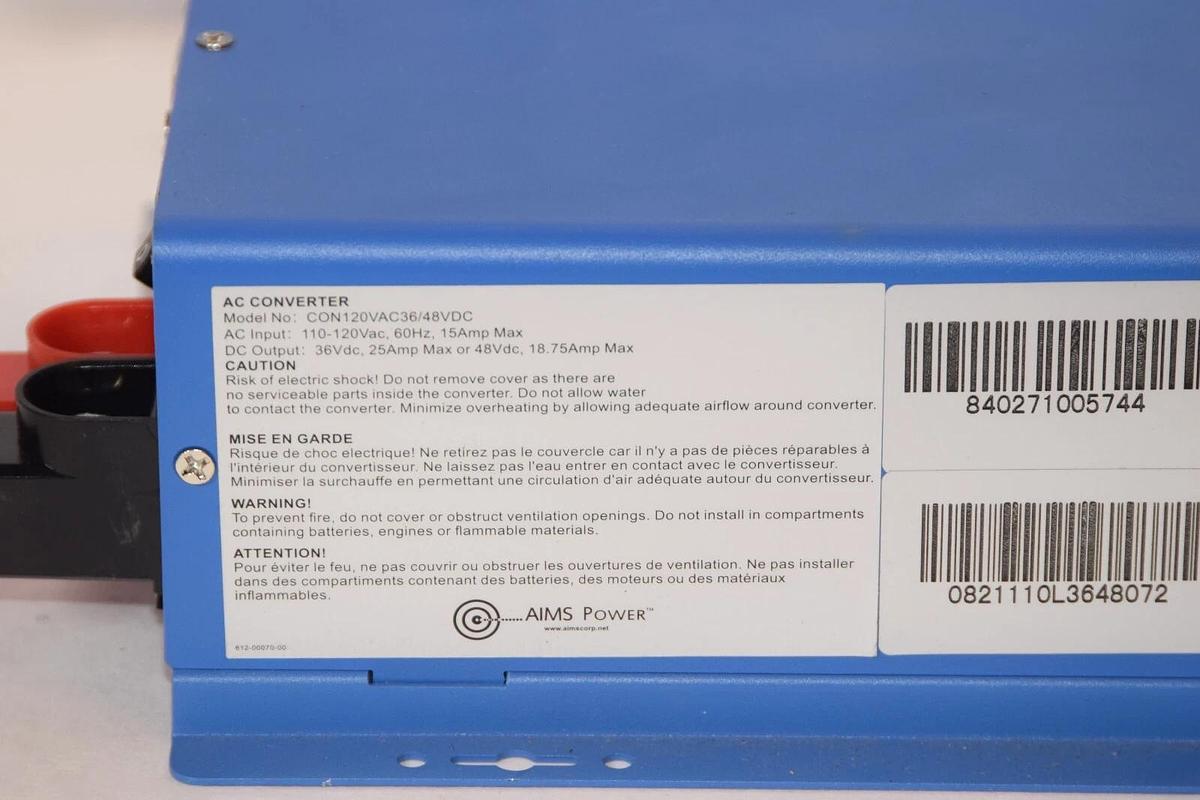 AC CONVERTER
Model No: CON120VAC36/48VDC
AC Input: 110-120Vac, 60Hz, 15Amp Max
DC Output: 36Vdc, 25Amp Max or 48Vdc, 18.75Amp Max
CAUTION
Risk of electric shock! Do not remove cover as there are
no serviceable parts inside the converter. Do not allow water
to contact the converter. Minimize overheating by allowing adequate airflow around converter.
MISE EN GARDE
Risque de choc electrique! Ne retirez pas le couvercle car il n'y a pas de pièces réparables à
l'intérieur du convertisseur. Ne laissez pas l'eau entrer en contact avec le convertisseur.
Minimiser la surchauffe en permettant une circulation d'air adéquate autour du convertisseur.
WARNING!
To prevent fire, do not cover or obstruct ventilation openings. Do not install in compartments
containing batteries, engines or flammable materials.
ATTENTION!
Pour éviter le feu, ne pas couvrir ou obstruer les ouvertures de ventilation. Ne pas installer
dans des compartiments contenant des batteries, des moteurs ou des matériaux
inflammables.
AIMS POWER™
www.aimscorp.net
612-00070-00
840271005744
0821110L3648072